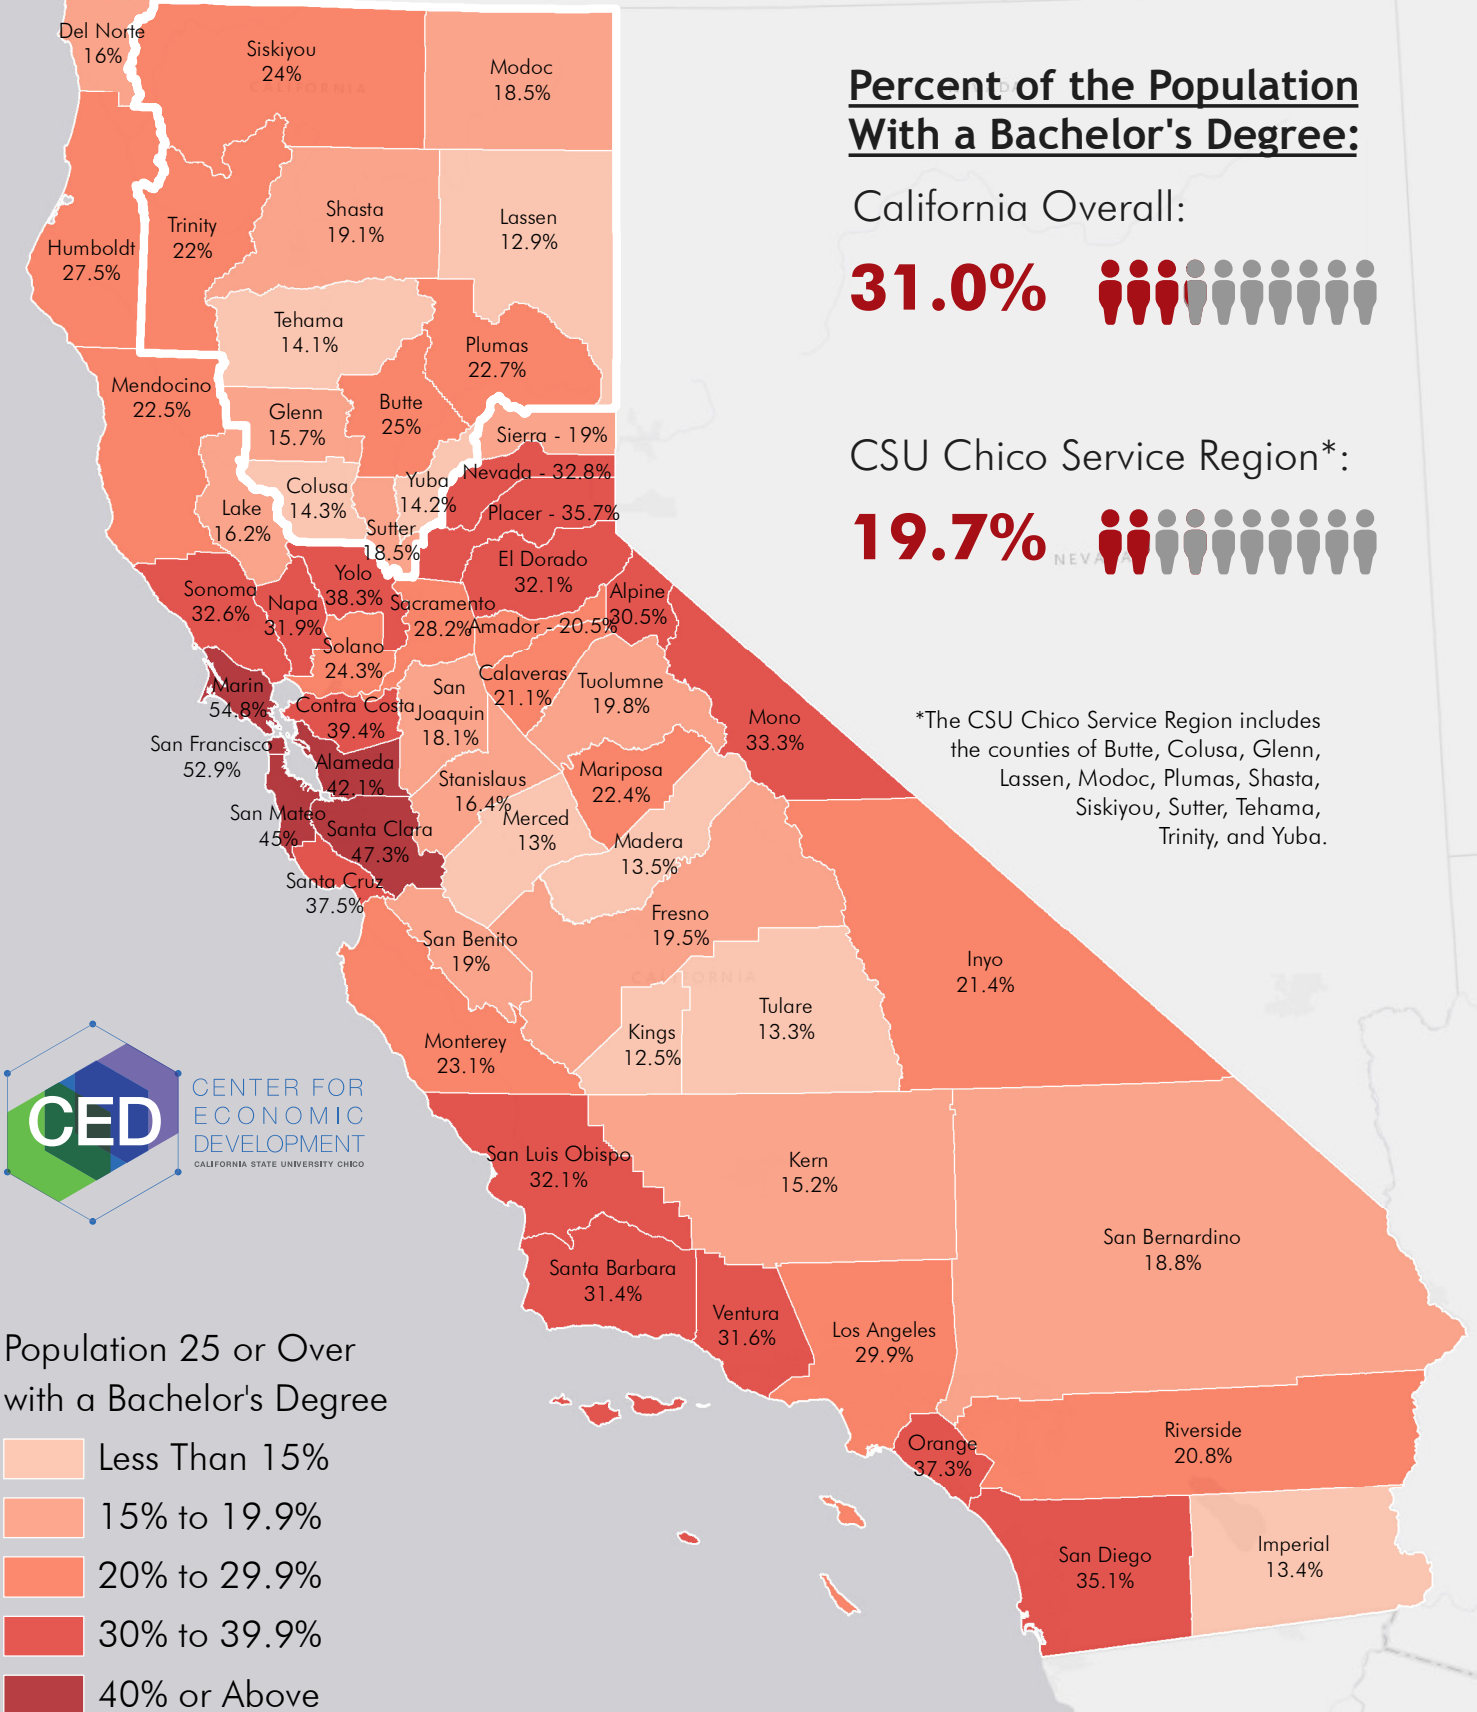 Del Norte
16%
Siskiyou
24%
CALIFORNIA
Modoc
18.5%
Humboldt
27.5%
Trinity
22%
Shasta
19.1%
Lassen
12.9%
Tehama
14.1%
Plumas
22.7%
Mendocino
22.5%
Glenn
15.7%
Butte
25%
Sierra - 19%
Nevada - 32.8%
Colusa
14.3%
Yuba
14.2%
Lake
16.2%
Sutter
18.5%
Placer - 35.7%
El Dorado
32.1%
Yolo
38.3%
Sonoma
32.6%
Napa
31.9%
Sacramento
28.2%
Amador - 20.5%
Alpine
30.5%
Solano
24.3%
Marin
54.8%
Contra Costa
39.4%
San
Joaquin
18.1%
Calaveras
21.1%
Tuolumne
19.8%
Mono
33.3%
San Francisco
52.9%
Alameda
42.1%
Stanislaus
16.4%
Mariposa
22.4%
San Mateo
45%
Santa Clara
47.3%
Merced
13%
Madera
13.5%
Santa Cruz
37.5%
Fresno
19.5%
San Benito
19%
CALIFORNIA
Inyo
21.4%
Monterey
23.1%
Kings
12.5%
Tulare
13.3%
San Luis Obispo
32.1%
Kern
15.2%
San Bernardino
18.8%
Santa Barbara
31.4%
Ventura
31.6%
Los Angeles
29.9%
Orange
37.3%
Riverside
20.8%
San Diego
35.1%
Imperial
13.4%
Percent of the Population
With a Bachelor's Degree:
California Overall:
31.0%
CSU Chico Service Region*:
19.7%
*The CSU Chico Service Region includes
the counties of Butte, Colusa, Glenn,
Lassen, Modoc, Plumas, Shasta,
Siskiyou, Sutter, Tehama,
Trinity, and Yuba.
CED
CENTER FOR
ECONOMIC
DEVELOPMENT
CALIFORNIA STATE UNIVERSITY CHICO
Population 25 or Over
with a Bachelor's Degree
Less Than 15%
15% to 19.9%
20% to 29.9%
30% to 39.9%
40% or Above